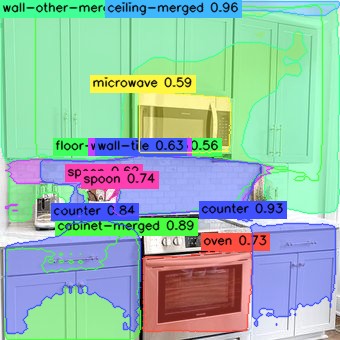 wall-other-mer
ceiling-merged 0.96
microwave 0.59
floor-
wall-tile 0.63
0.56
spoon 0.62
spoon 0.74
counter 0.84
counter 0.93
cabinet-merged 0.89
oven 0.73